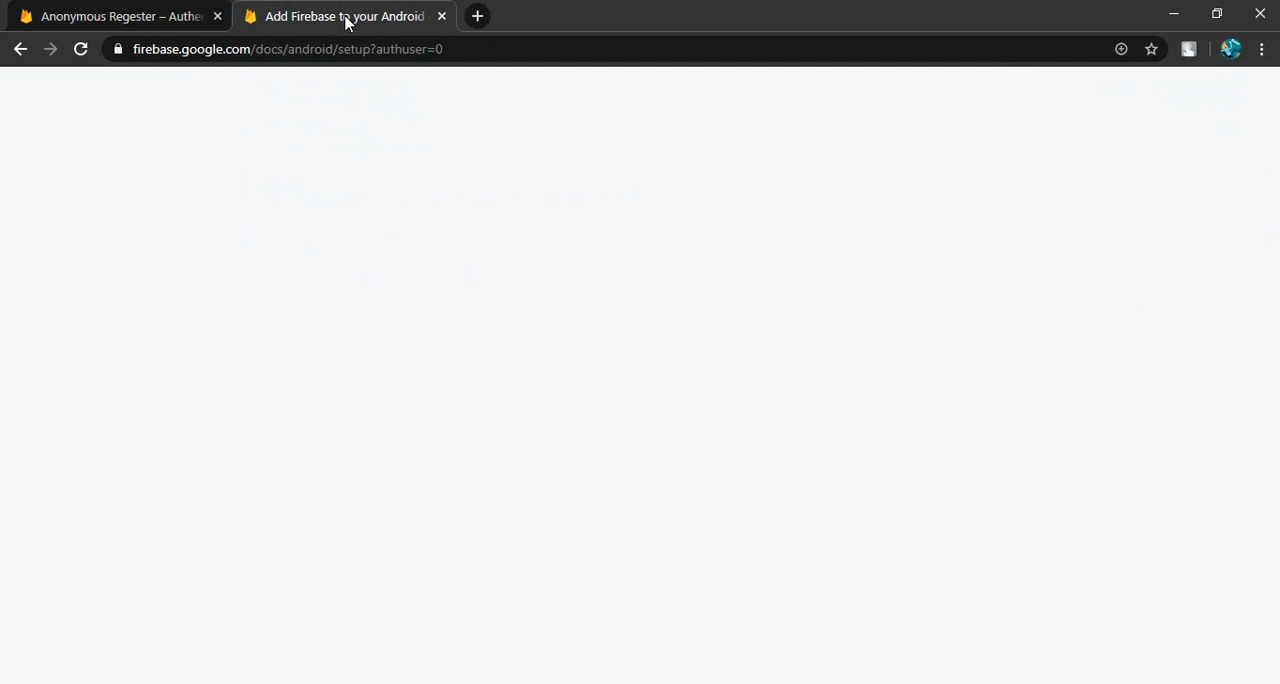 Anonymous Regester – Auther
Add Firebase to your Android
firebase.google.com/docs/android/setup?authuser=0